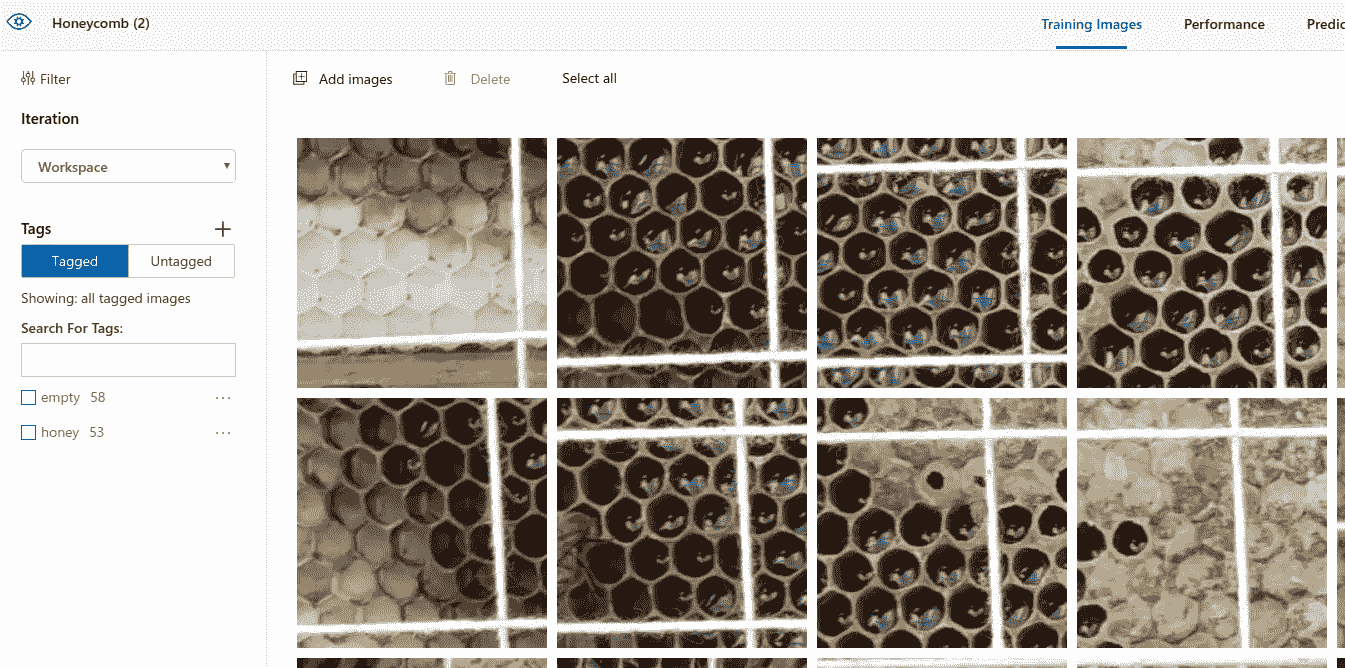 Honeycomb (2)
Training Images Performance
Filter
Add images Delete Select all
Iteration
Workspace
Tags
Tagged Untagged
Showing: all tagged images
Search For Tags:
empty 58 ...
honey 53 ...